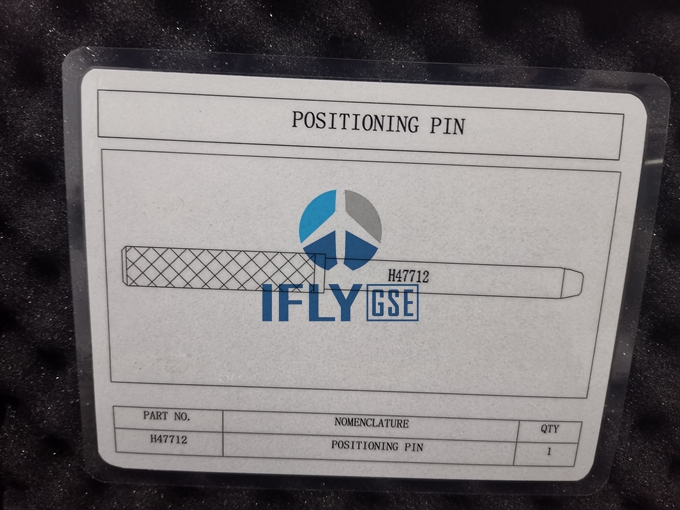 POSITIONING PIN
H47712
IFLY GSE
PART NO. NOMENCLATURE QTY
H47712 POSITIONING PIN 1